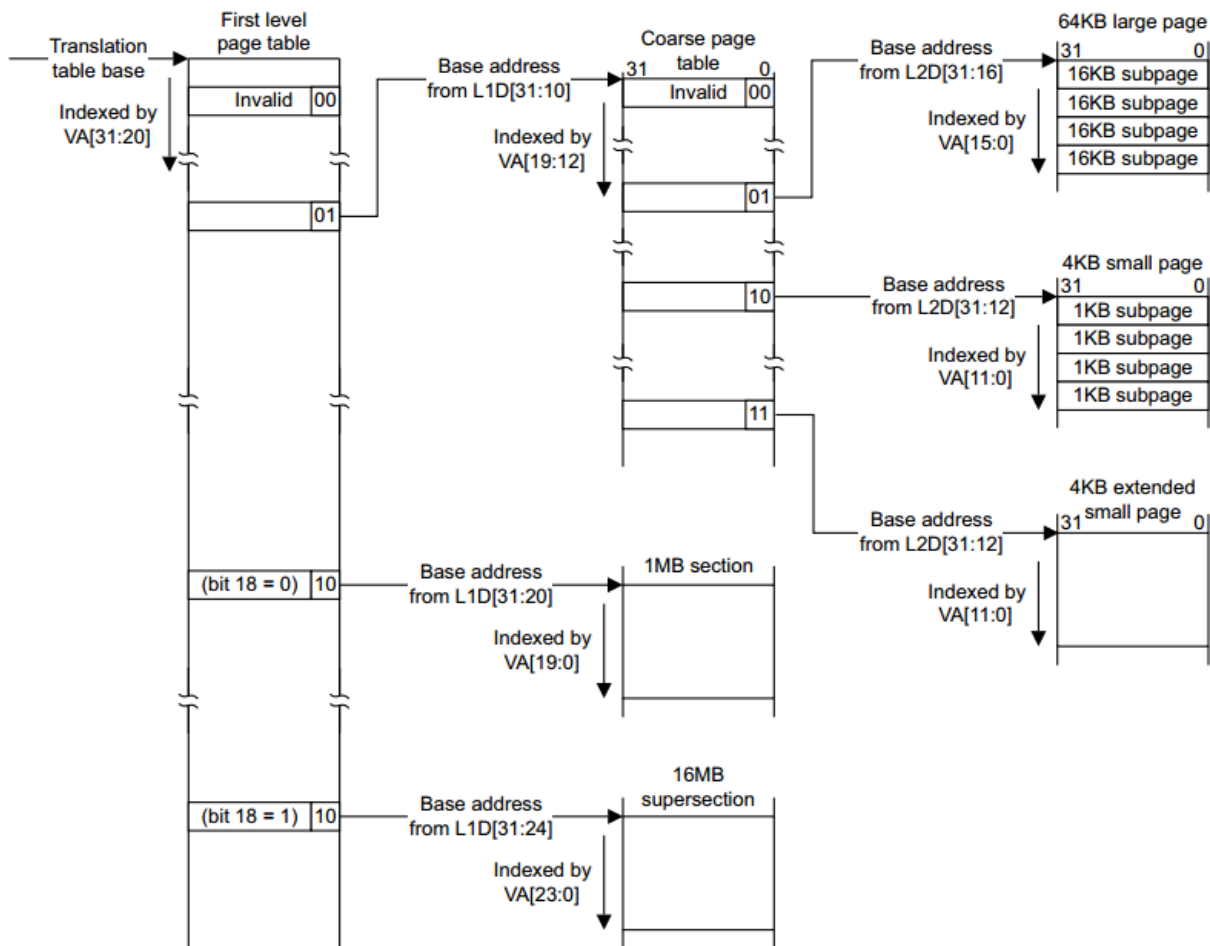 First level
page table
Translation
table base
Indexed by
VA[31:20]
Invalid 00
01
(bit 18 = 0) 10
(bit 18 = 1) 10
Base address
from L1D[31:10]
Indexed by
VA[19:12]
Coarse page
table
31 0
Invalid 00
01
10
11
Base address
from L2D[31:16]
Indexed by
VA[15:0]
64KB large page
31 0
16KB subpage
16KB subpage
16KB subpage
16KB subpage
Base address
from L2D[31:12]
Indexed by
VA[11:0]
4KB small page
31 0
1KB subpage
1KB subpage
1KB subpage
1KB subpage
Base address
from L2D[31:12]
Indexed by
VA[11:0]
4KB extended
small page
31 0
Base address
from L1D[31:20]
Indexed by
VA[19:0]
1MB section
Base address
from L1D[31:24]
Indexed by
VA[23:0]
16MB
supersection